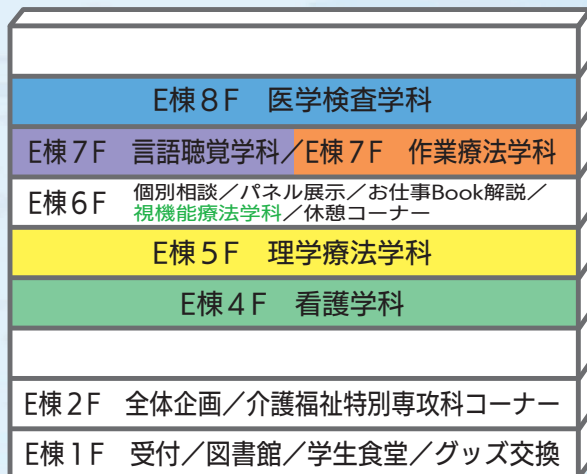 E棟8F 医学検査学科
E棟7F 言語聴覚学科／E棟7F 作業療法学科
E棟6F 個別相談／パネル展示／お仕事Book解説／
視機能療法学科／休憩コーナー
E棟5F 理学療法学科
E棟4F 看護学科
E棟2F 全体企画／介護福祉特別専攻科コーナー
E棟1F 受付／図書館／学生食堂／グッズ交換